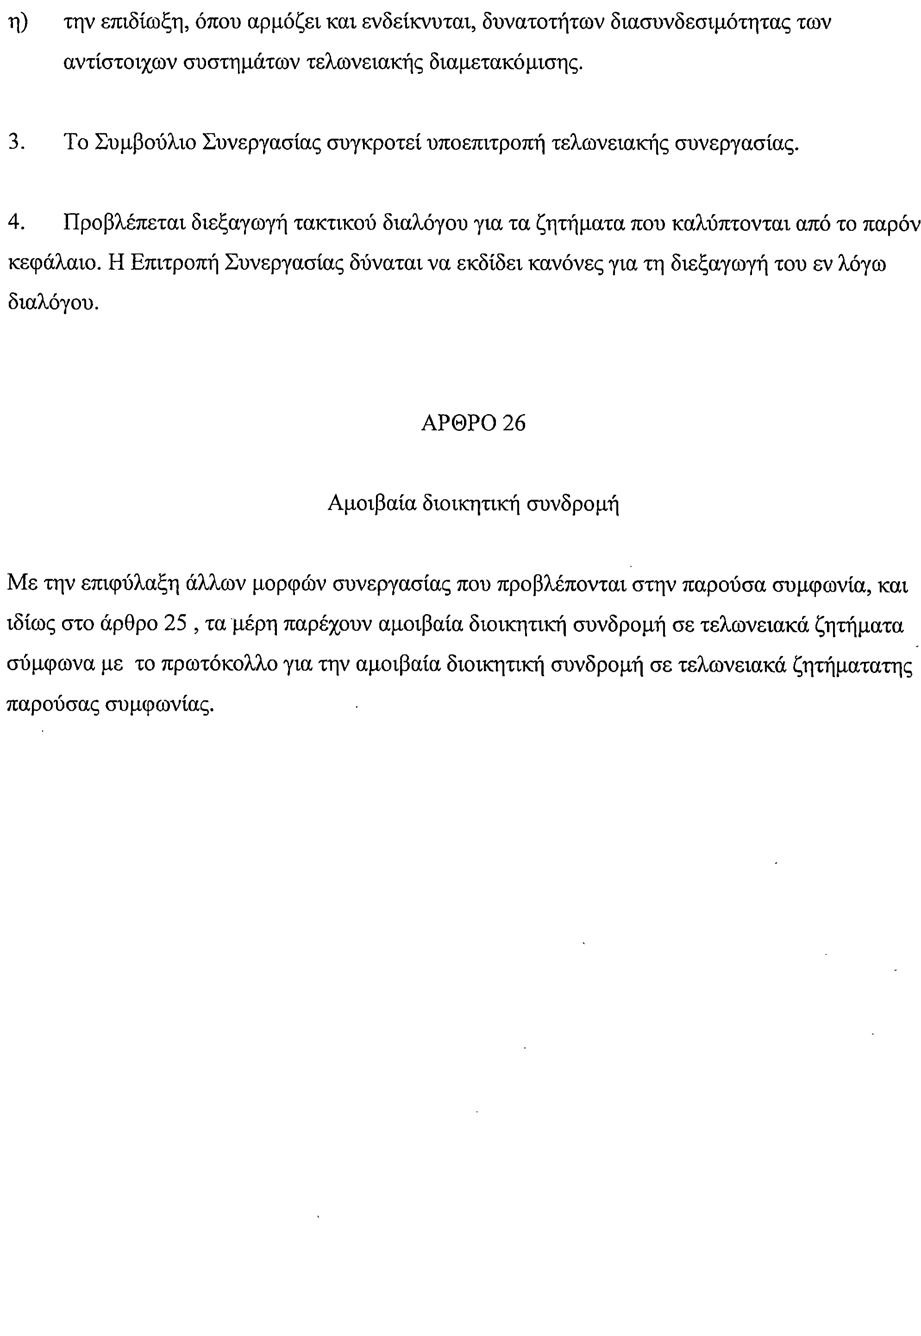 η) την επιδίωξη, όπου αρμόζει και ενδείκνυται, δυνατοτήτων διασυνδεσιμότητας των
αντίστοιχων συστημάτων τελωνειακής διαμετακόμισης.
3. Το Συμβούλιο Συνεργασίας συγκροτεί υποεπιτροπή τελωνειακής συνεργασίας.
4. Προβλέπεται διεξαγωγή τακτικού διαλόγου για τα ζητήματα που καλύπτονται από το παρόν
κεφάλαιο. Η Επιτροπή Συνεργασίας δύναται να εκδίδει κανόνες για τη διεξαγωγή του εν λόγω
διαλόγου.
ΑΡΘΡΟ 26
Αμοιβαία διοικητική συνδρομή
Με την επιφύλαξη άλλων μορφών συνεργασίας που προβλέπονται στην παρούσα συμφωνία, και
ιδίως στο άρθρο 25 , τα μέρη παρέχουν αμοιβαία διοικητική συνδρομή σε τελωνειακά ζητήματα
σύμφωνα με το πρωτόκολλο για την αμοιβαία διοικητική συνδρομή σε τελωνειακά ζητήματατης
παρούσας συμφωνίας.